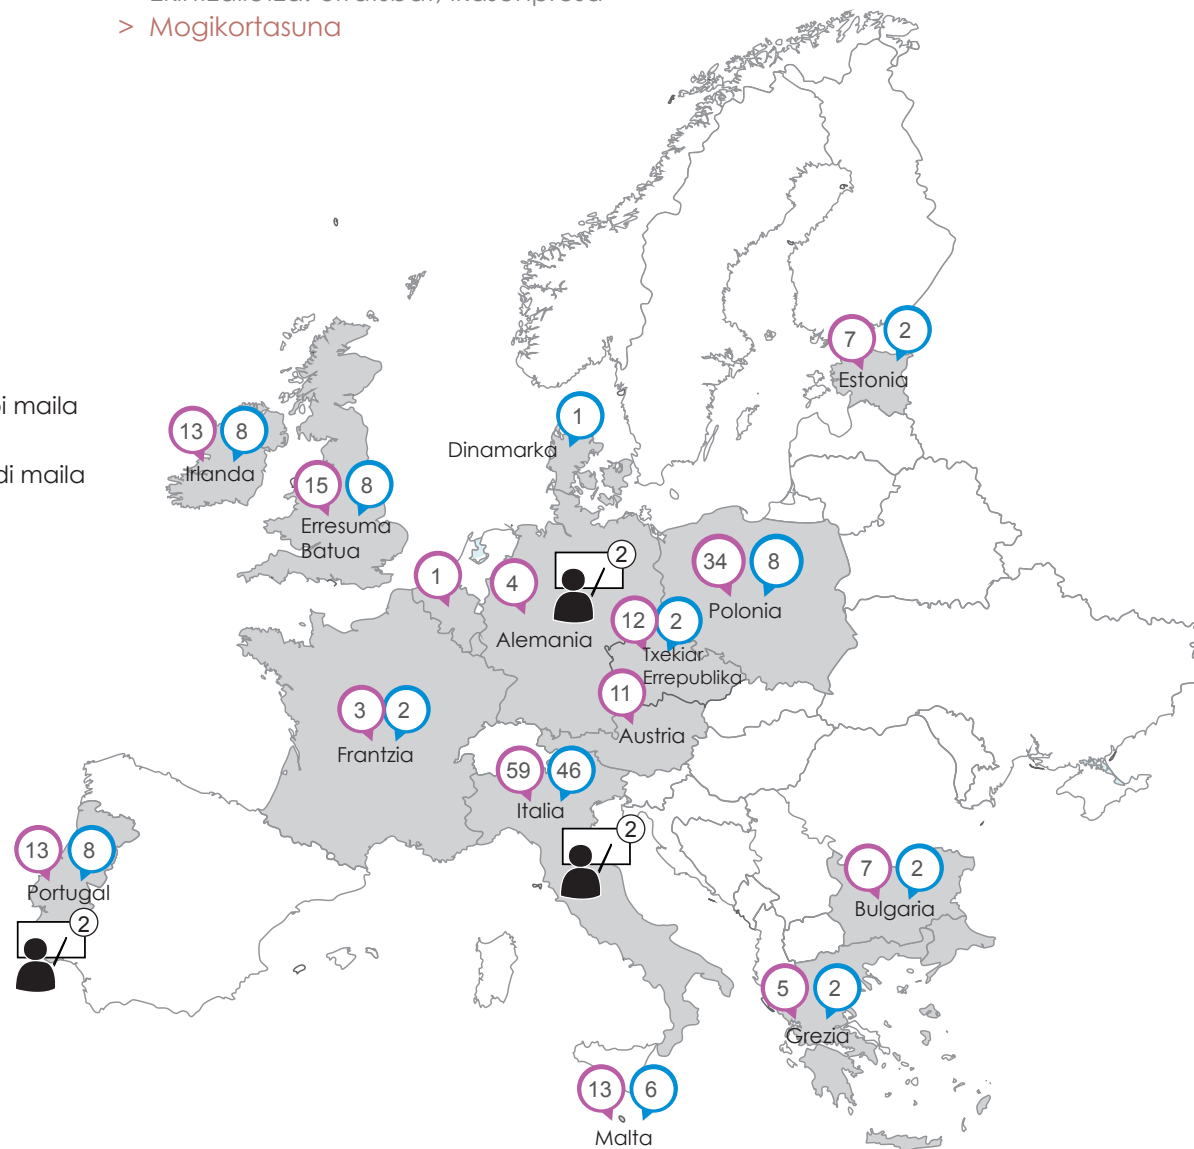 > Mogikortasuna
maila
di maila
7
2
Estonia
1
Dinamarka
13
8
Irlanda
15
8
Erresuma
Batua
1
4
2
Alemania
34
8
Polonia
12
2
Txekiar
Errepublika
11
Austria
3
2
Frantzia
59
46
Italia
2
13
8
Portugal
2
7
2
Bulgaria
5
2
Grezia
13
6
Malta